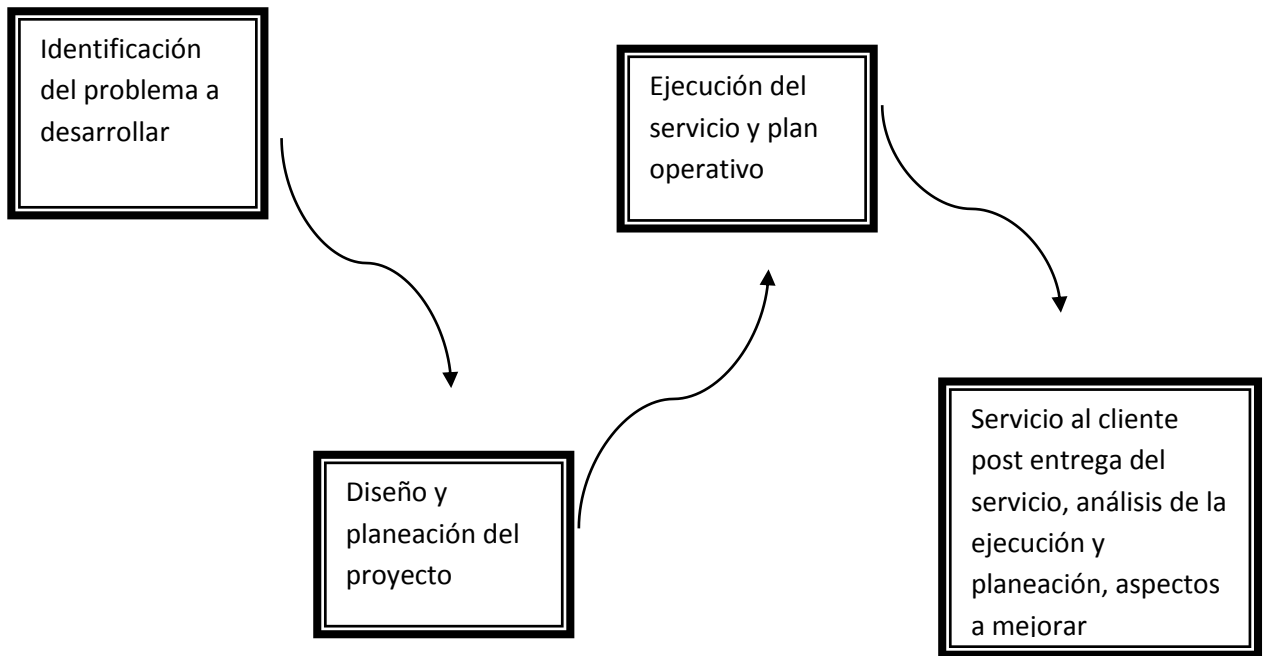 Identificación
del problema a
desarrollar
Diseño y
planeación del
proyecto
Ejecución del
servicio y plan
operativo
Servicio al cliente
post entrega del
servicio, análisis de la
ejecución y
planeación, aspectos
a mejorar